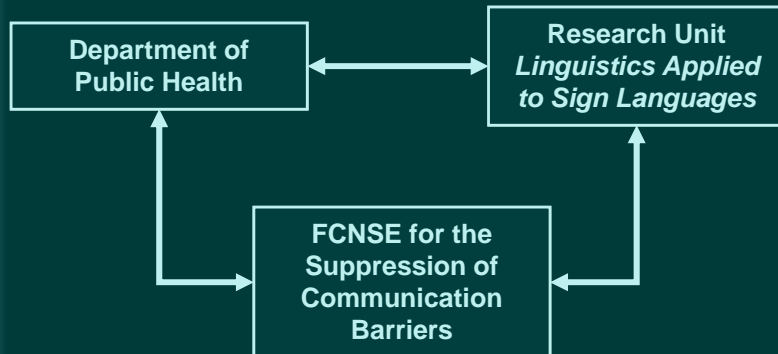 Department of
Public Health
Research Unit
Linguistics Applied
to Sign Languages
FCNSE for the
Suppression of
Communication
Barriers